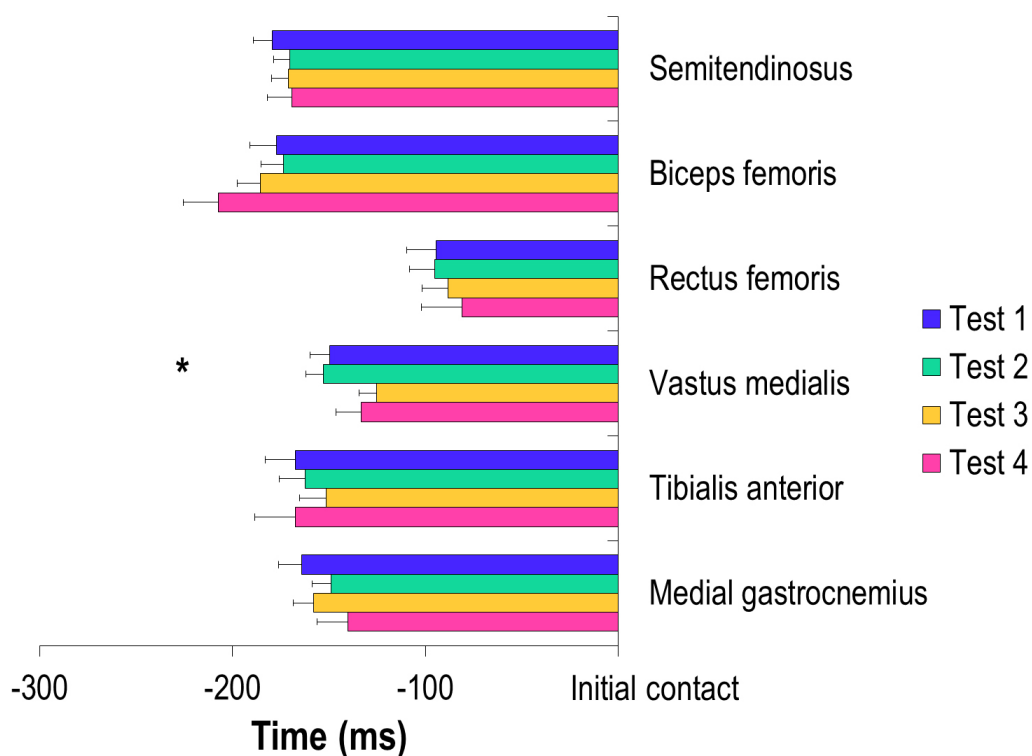 Semitendinosus
Biceps femoris
Rectus femoris
Test 1
*
Vastus medialis
Test 2
Test 3
Test 4
Tibialis anterior
Medial gastrocnemius
-300 -200 -100 Initial contact
Time (ms)